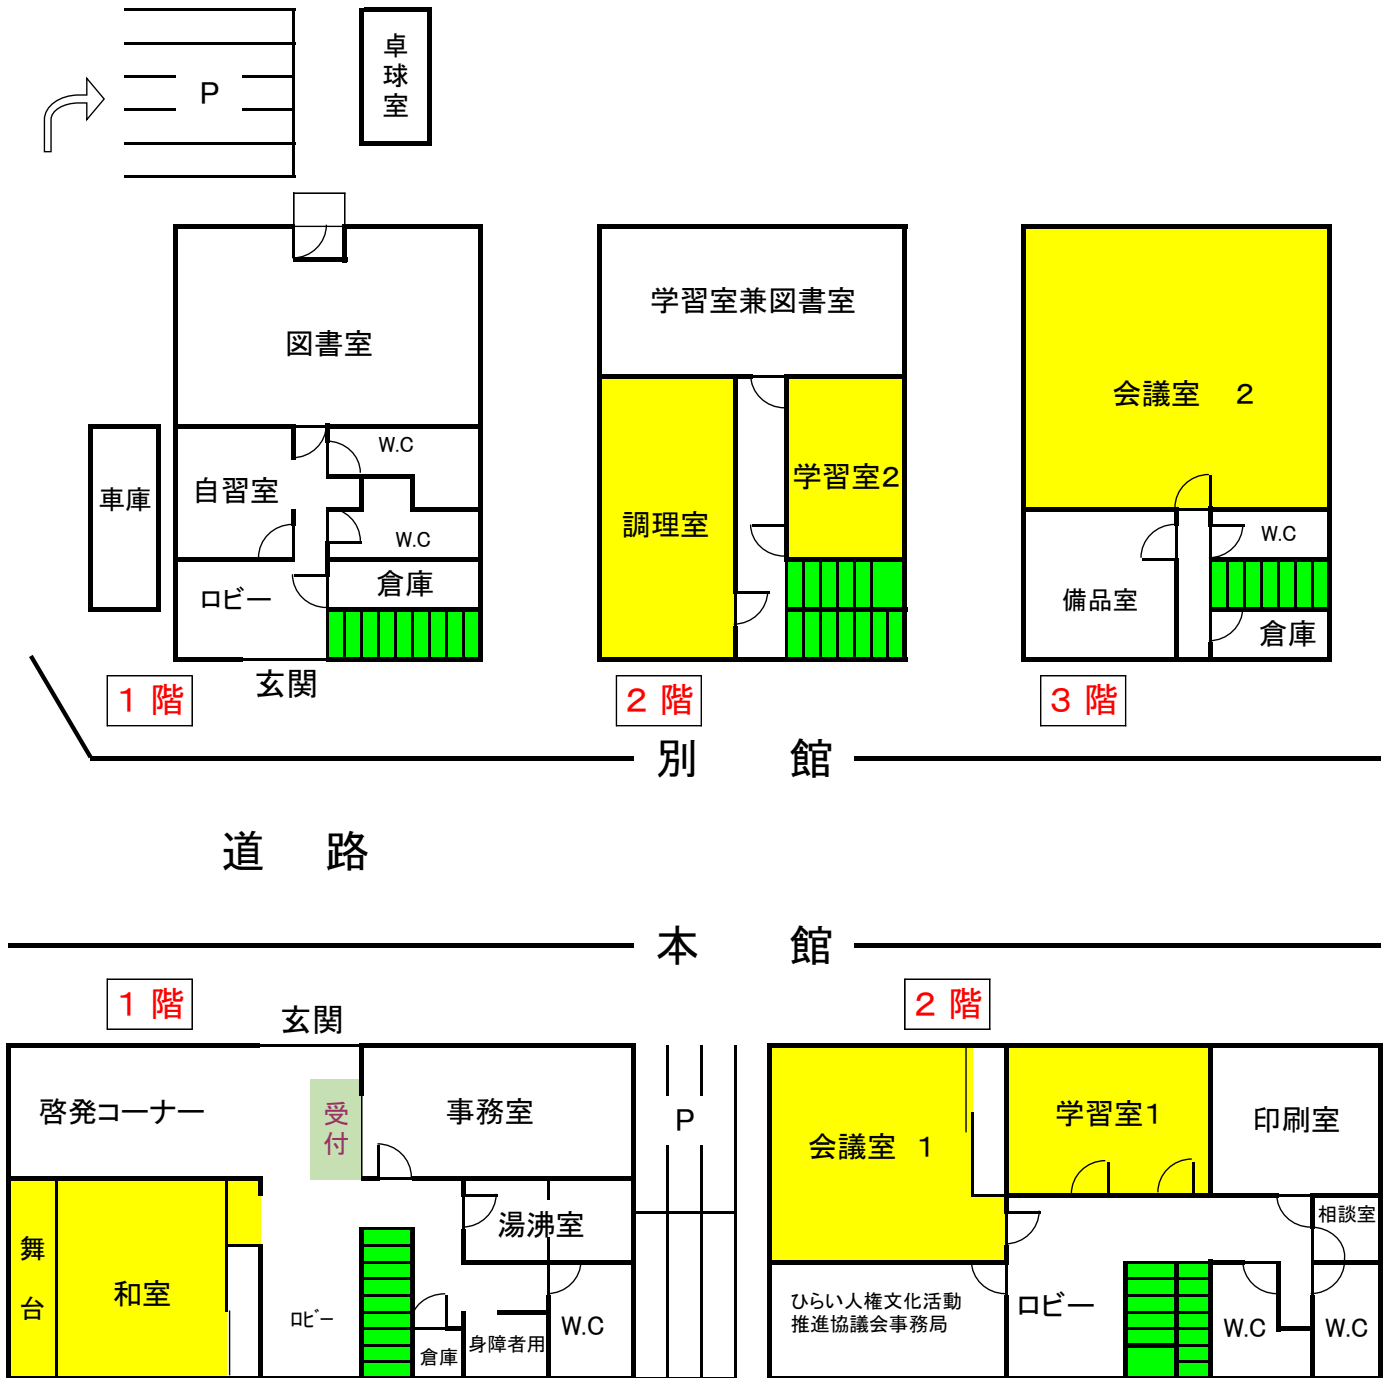 P
卓球室
図書室
学習室兼図書室
会議室 2
W.C
自習室
車庫
学習室2
調理室
W.C
W.C
倉庫
ロビー
備品室
倉庫
玄関
1 階
2 階
3 階
別 館
道 路
本 館
1 階
2 階
玄関
啓発コーナー
受付
事務室
P
会議室 1
学習室1
印刷室
湯沸室
相談室
舞台
和室
ロビー
倉庫
身障者用
W.C
ひらい人権文化活動
推進協議会事務局
ロビー
W.C
W.C